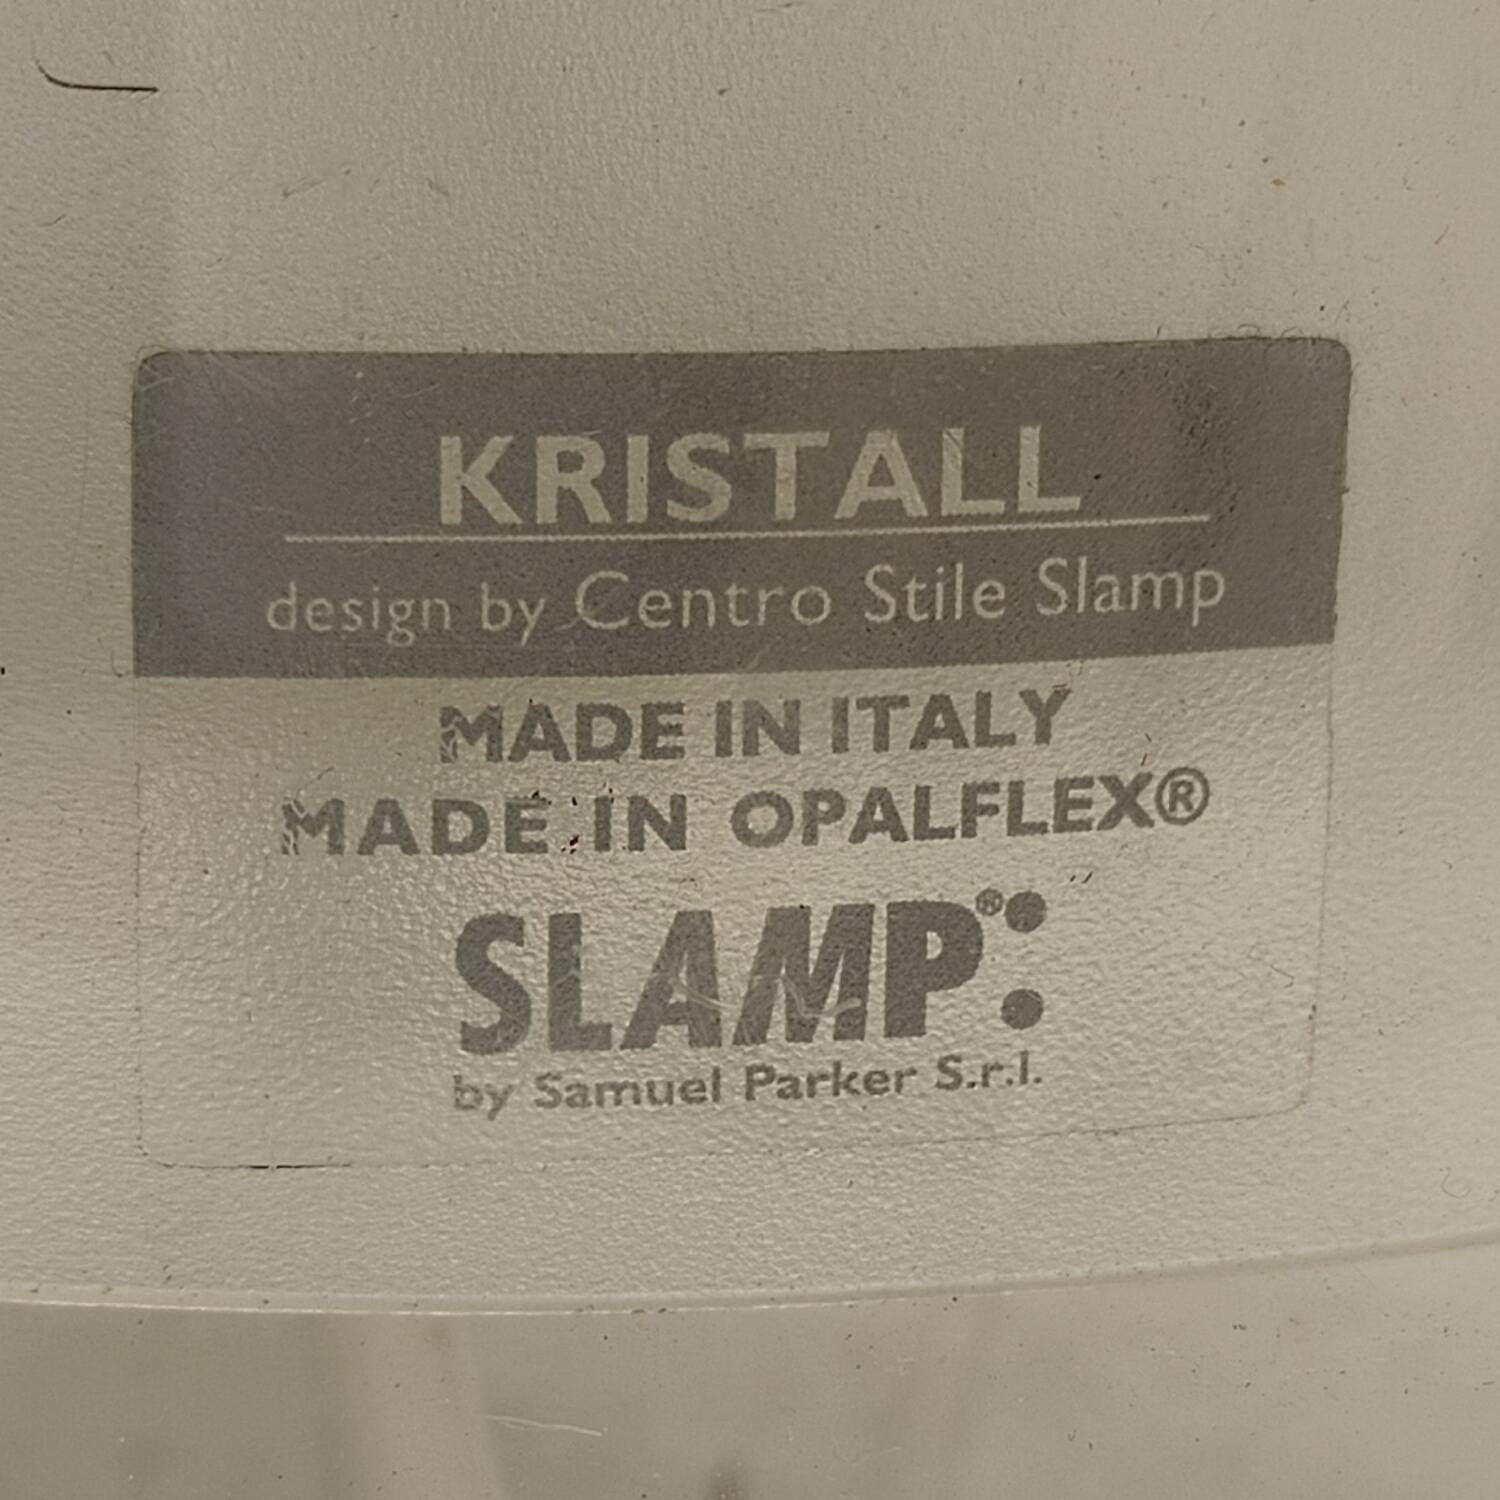 KRISTALL
design by Centro Stile Slamp
MADE IN ITALY
MADE IN OPALFLEX®
SLAMP®:
by Samuel Parker S.r.l.